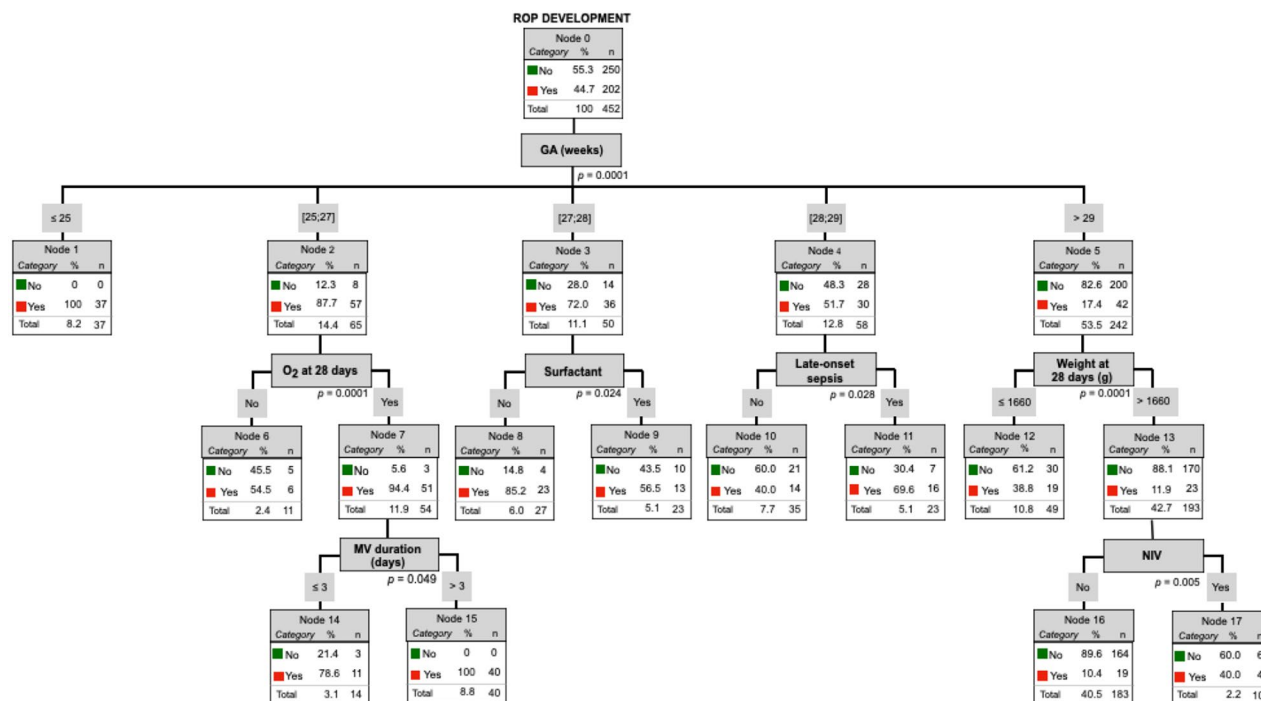 ROP DEVELOPMENT
Node 0
Category % n
No 55.3 250
Yes 44.7 202
Total 100 452
GA (weeks)
p = 0.0001
≤ 25
[25;27]
[27;28]
[28;29]
> 29
Node 1
Category % n
No 0 0
Yes 100 37
Total 8.2 37
Node 2
Category % n
No 12.3 8
Yes 87.7 57
Total 14.4 65
Node 3
Category % n
No 28.0 14
Yes 72.0 36
Total 11.1 50
Node 4
Category % n
No 48.3 28
Yes 51.7 30
Total 12.8 58
Node 5
Category % n
No 82.6 200
Yes 17.4 42
Total 53.5 242
O2 at 28 days
p = 0.0001
No
Yes
Surfactant
p = 0.024
No
Yes
Late-onset
sepsis
p = 0.028
No
Yes
Weight at
28 days (g)
p = 0.0001
≤ 1660
> 1660
Node 6
Category % n
No 45.5 5
Yes 54.5 6
Total 2.4 11
Node 7
Category % n
No 5.6 3
Yes 94.4 51
Total 11.9 54
Node 8
Category % n
No 14.8 4
Yes 85.2 23
Total 6.0 27
Node 9
Category % n
No 43.5 10
Yes 56.5 13
Total 5.1 23
Node 10
Category % n
No 60.0 21
Yes 40.0 14
Total 7.7 35
Node 11
Category % n
No 30.4 7
Yes 69.6 16
Total 5.1 23
Node 12
Category % n
No 61.2 30
Yes 38.8 19
Total 10.8 49
Node 13
Category % n
No 88.1 170
Yes 11.9 23
Total 42.7 193
MV duration
(days)
p = 0.049
≤ 3
> 3
NIV
p = 0.005
No
Yes
Node 14
Category % n
No 21.4 3
Yes 78.6 11
Total 3.1 14
Node 15
Category % n
No 0 0
Yes 100 40
Total 8.8 40
Node 16
Category % n
No 89.6 164
Yes 10.4 19
Total 40.5 183
Node 17
Category % n
No 60.0 6
Yes 40.0 4
Total 2.2 10